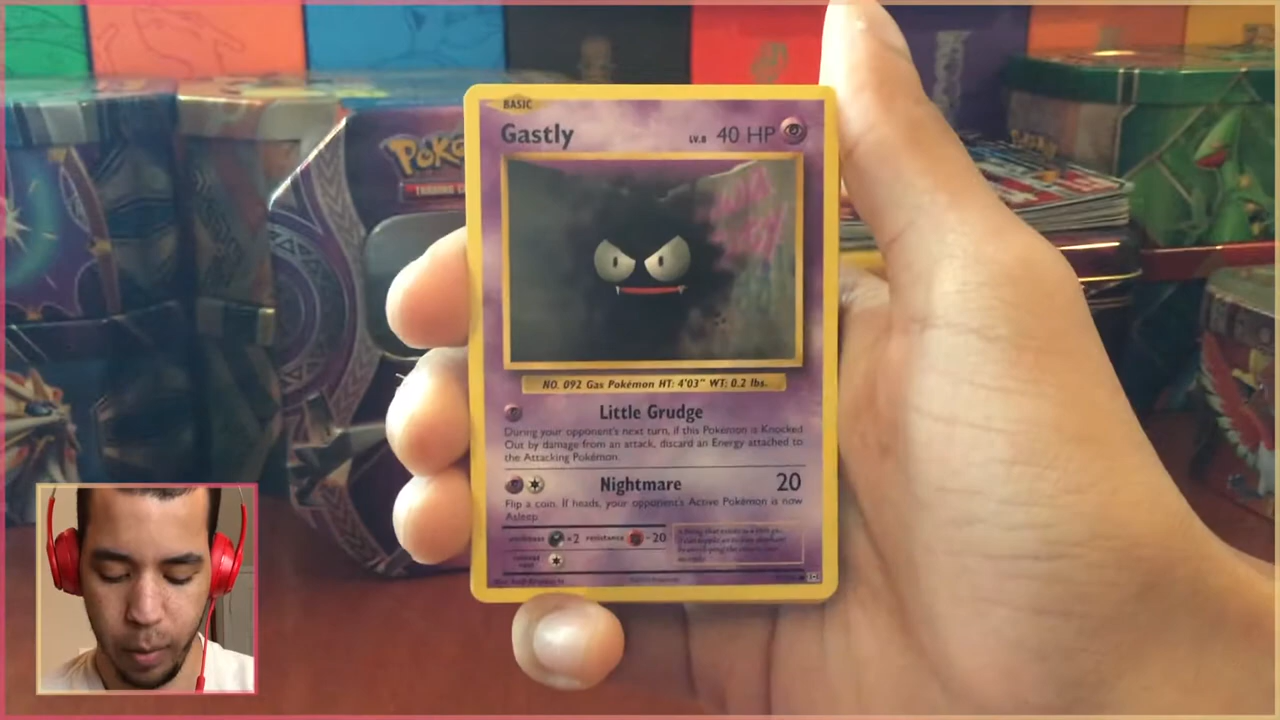 BASIC
Gastly LV.8 40 HP
POKé
TRADING
NO. 092 Gas Pokémon HT: 4'03" WT: 0.2 lbs.
Little Grudge
During your opponent's next turn, if this Pokémon is Knocked
Out by damage from an attack, discard an Energy attached to
the Attacking Pokémon.
Nightmare 20
Flip a coin. If heads, your opponent's Active Pokémon is now
Asleep.
weakness ×2 resistance -20
retreat
cost